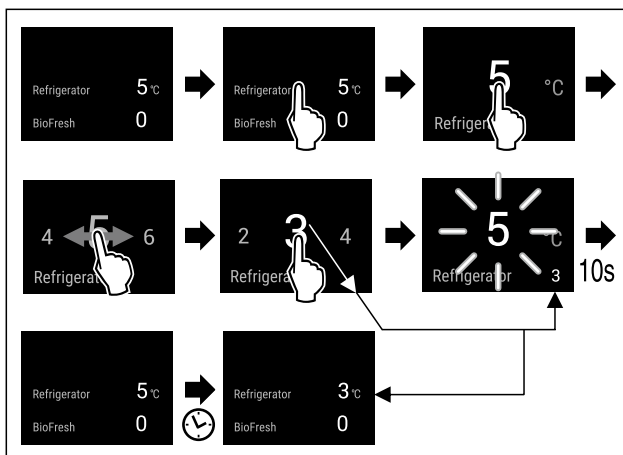 Refrigerator 5 °C
BioFresh 0
Refrigerator 5 °C
BioFresh 0
5 °C
Refriger
4 5 6
Refrigerat
2 3 4
Refrigera
5 °C
Refrigerator 3
10s
Refrigerator 5 °C
BioFresh 0
Refrigerator 3 °C
BioFresh 0